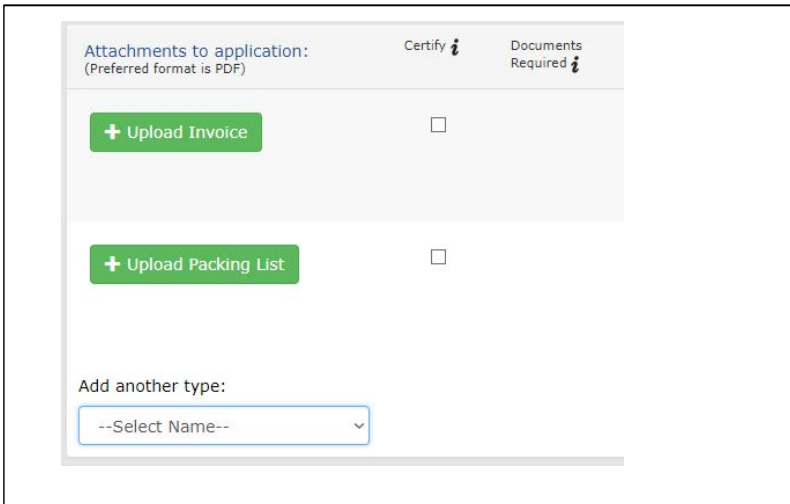 Attachments to application:
(Preferred format is PDF)
Certify i
Documents
Required i
+ Upload Invoice
+ Upload Packing List
Add another type:
--Select Name--